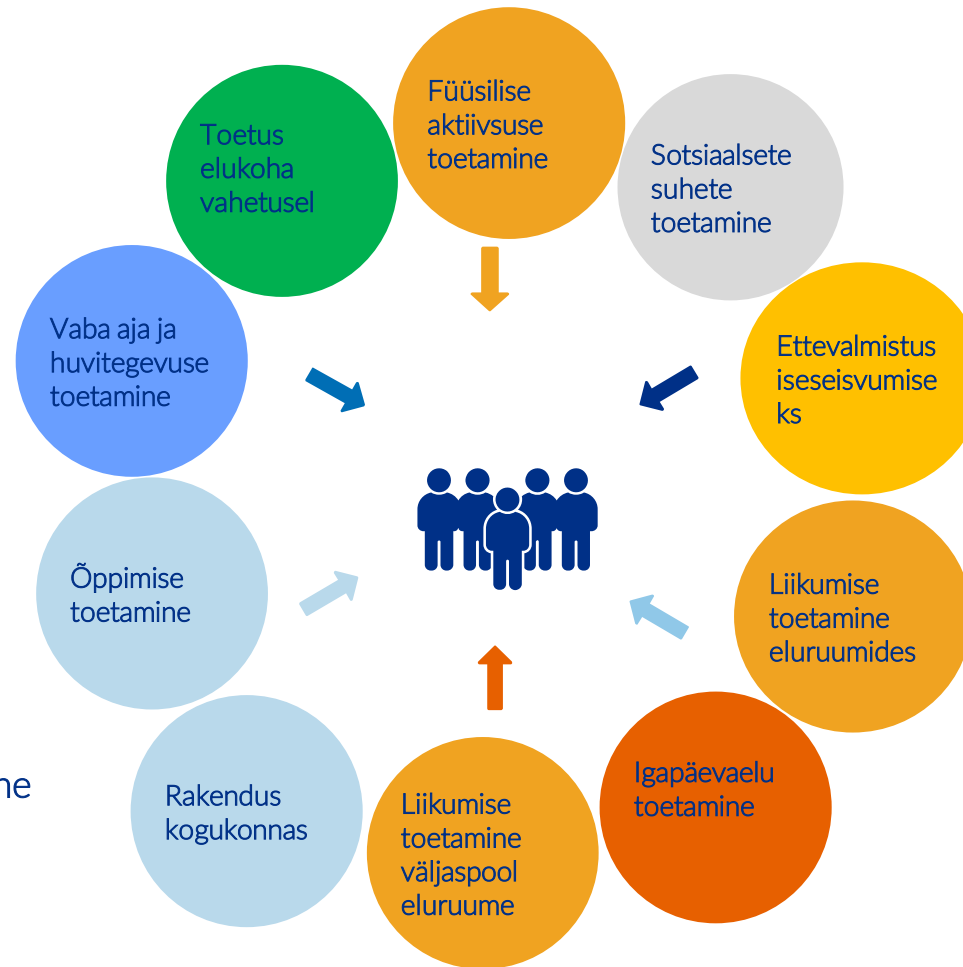 Füüsilise
aktiivsuse
toetamine
Sotsiaalsete
suhete
toetamine
Ettevalmistus
iseseisvumise
ks
Liikumise
toetamine
eluruumides
Igapäevaelu
toetamine
Liikumise
toetamine
väljaspool
eluruume
Rakendus
kogukonnas
Õppimise
toetamine
Vaba aja ja
huvitegevuse
toetamine
Toetus
elukoha
vahetusel
ne